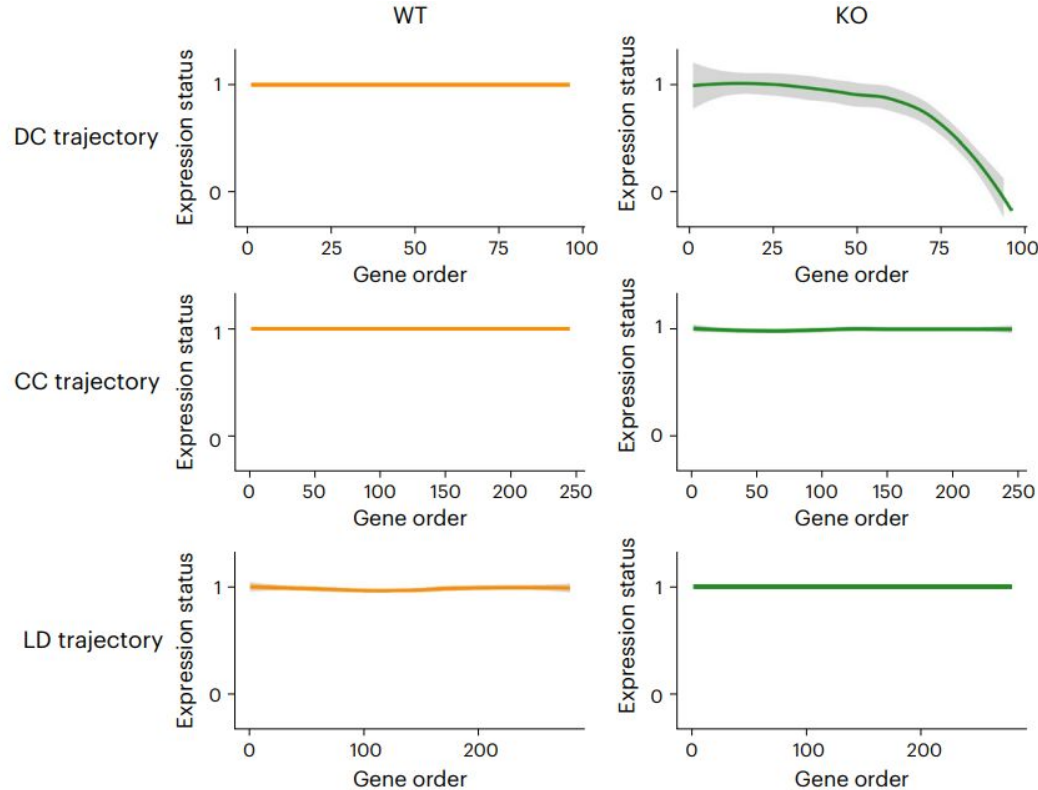 WT KO
DC trajectory
Expression status
1
0
0 25 50 75 100
Gene order
Expression status
1
0
0 25 50 75 100
Gene order
CC trajectory
Expression status
1
0
0 50 100 150 200 250
Gene order
Expression status
1
0
0 50 100 150 200 250
Gene order
LD trajectory
Expression status
1
0
0 100 200
Gene order
Expression status
1
0
0 100 200
Gene order